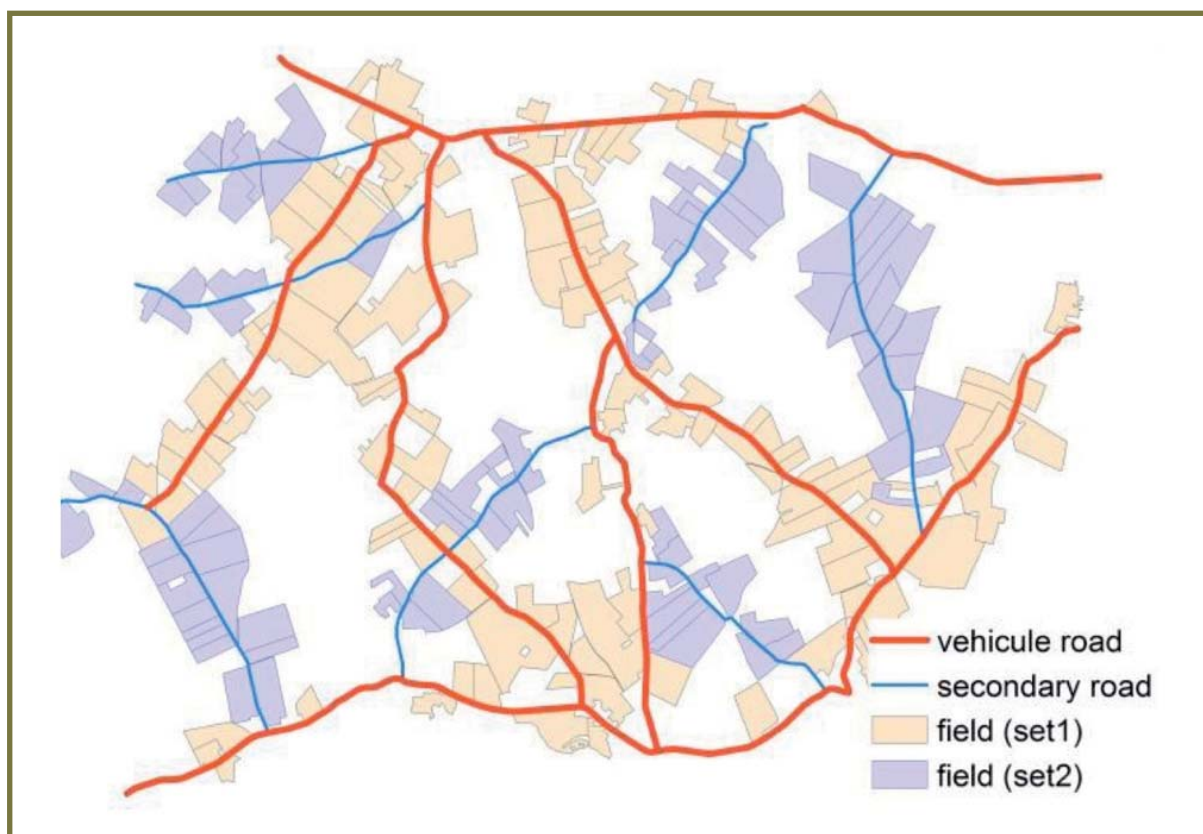 vehicule road
secondary road
field (set1)
field (set2)